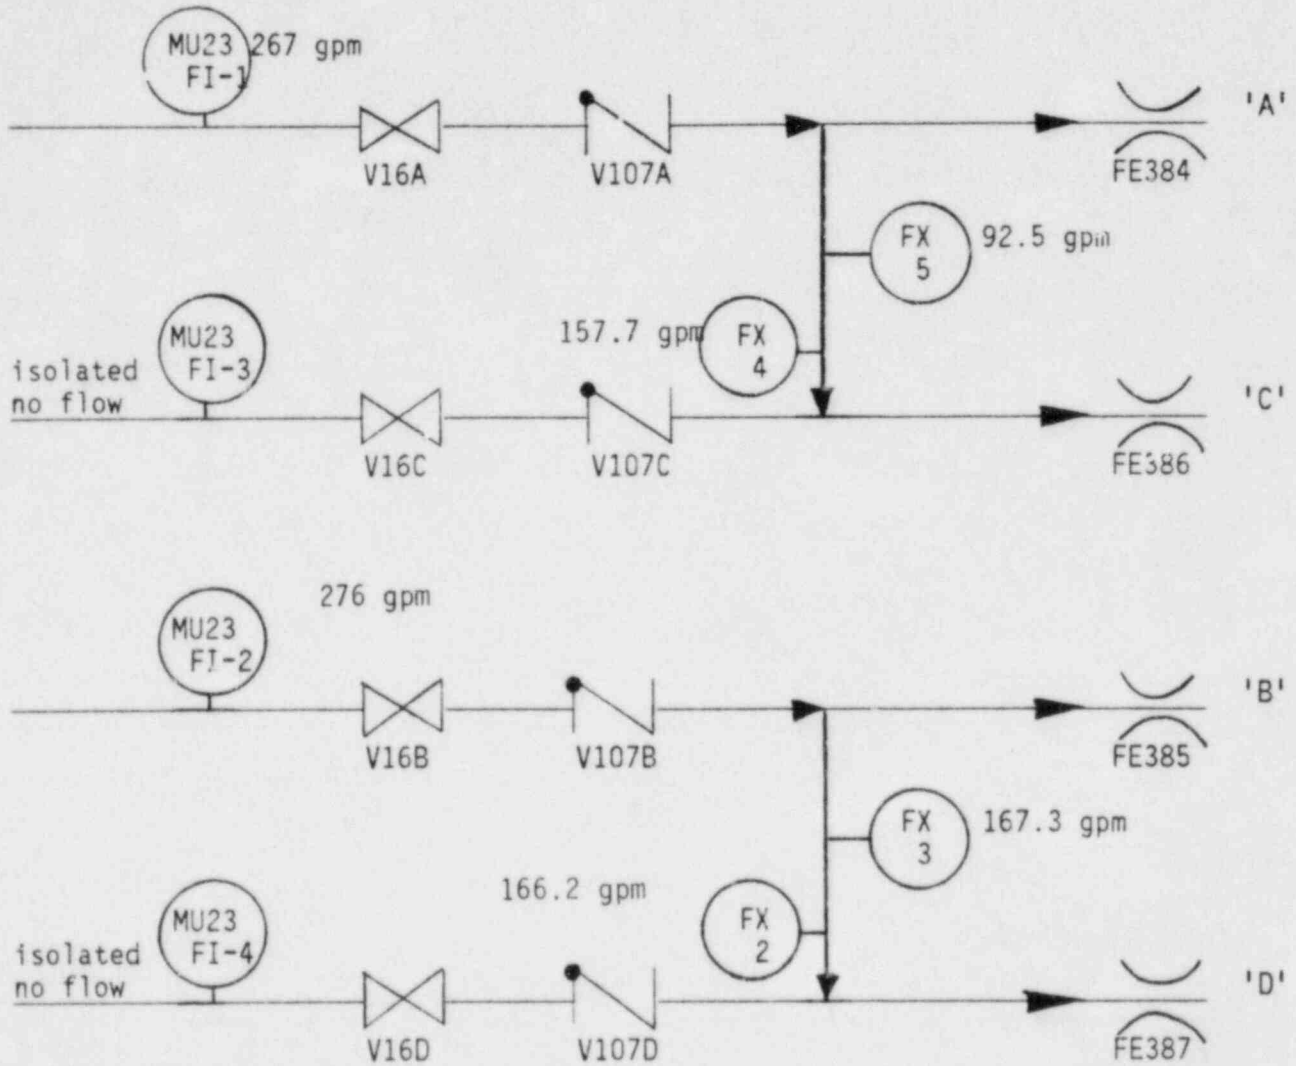 MU23 267 gpm
FI-1
'A'
V16A
V107A
FE384
FX
5
92.5 gpm
MU23
FI-3
157.7 gpm
FX
4
isolated
no flow
'C'
V16C
V107C
FE386
276 gpm
MU23
FI-2
'B'
V16B
V107B
FE385
FX
3
167.3 gpm
166.2 gpm
MU23
FI-4
FX
2
isolated
no flow
'D'
V16D
V107D
FE387